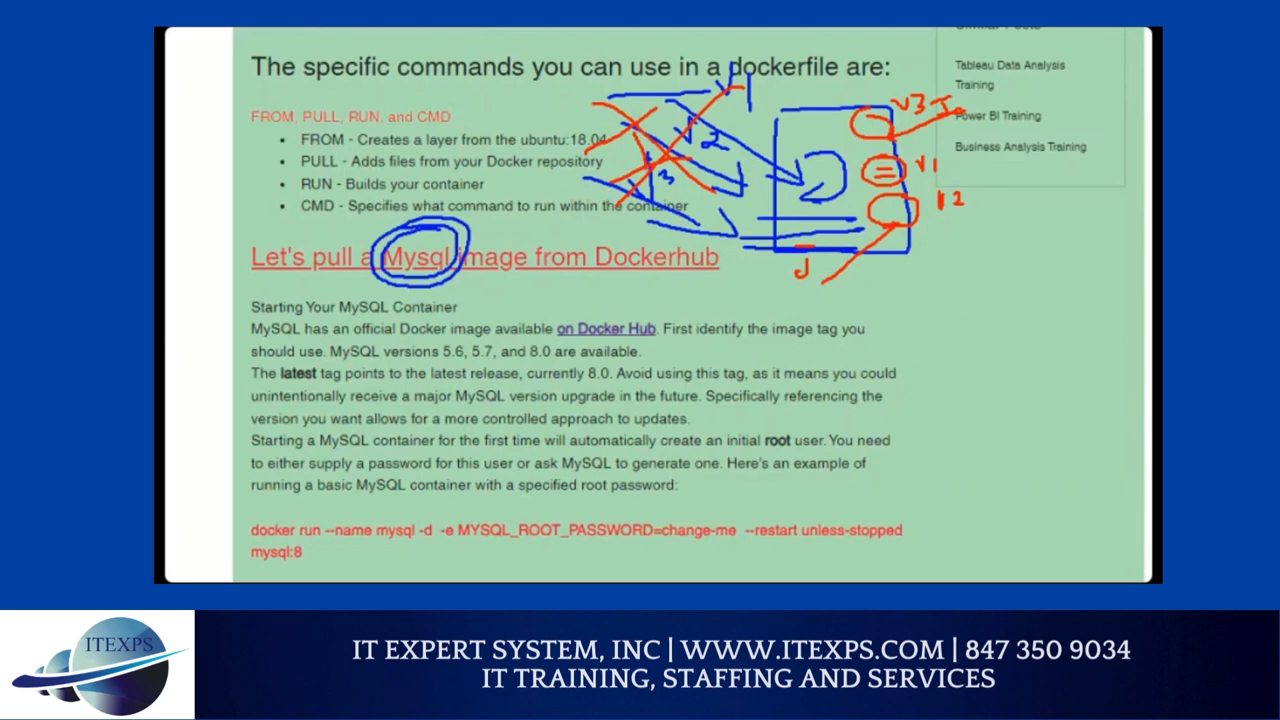 The specific commands you can use in a dockerfile are:
Tableau Data Analysis
Training
Power BI Training
Business Analysis Training
FROM, PULL, RUN, and CMD
• FROM - Creates a layer from the ubuntu:18.04
• PULL - Adds files from your Docker repository
• RUN - Builds your container
• CMD - Specifies what command to run within the container
V1
2
3
V3
V1
V2
Let's pull a Mysql image from Dockerhub
Starting Your MySQL Container
MySQL has an official Docker image available on Docker Hub. First identify the image tag you
should use. MySQL versions 5.6, 5.7, and 8.0 are available.
The latest tag points to the latest release, currently 8.0. Avoid using this tag, as it means you could
unintentionally receive a major MySQL version upgrade in the future. Specifically referencing the
version you want allows for a more controlled approach to updates.
Starting a MySQL container for the first time will automatically create an initial root user. You need
to either supply a password for this user or ask MySQL to generate one. Here's an example of
running a basic MySQL container with a specified root password:
docker run --name mysql -d -e MYSQL_ROOT_PASSWORD=change-me --restart unless-stopped
mysql:8
ITEXPS
IT EXPERT SYSTEM, INC | WWW.ITEXPS.COM | 847 350 9034
IT TRAINING, STAFFING AND SERVICES